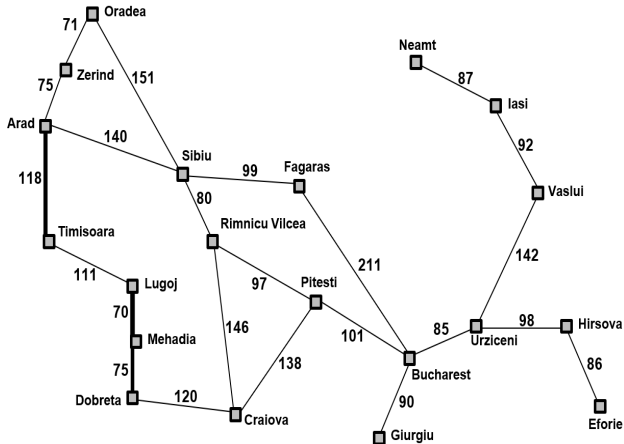 Oradea
71
Neamt
87
Zerind
151
75
Iasi
Arad
140
92
Sibiu
Fagaras
99
118
80
Vaslui
Timisoara
Rimnicu Vilcea
111
142
211
Lugoj
97
Pitesti
70
98
Hirsova
146
101
85
Mehadia
Urziceni
138
86
75
Bucharest
Dobreta
120
90
Craiova
Eforie
Giurgiu